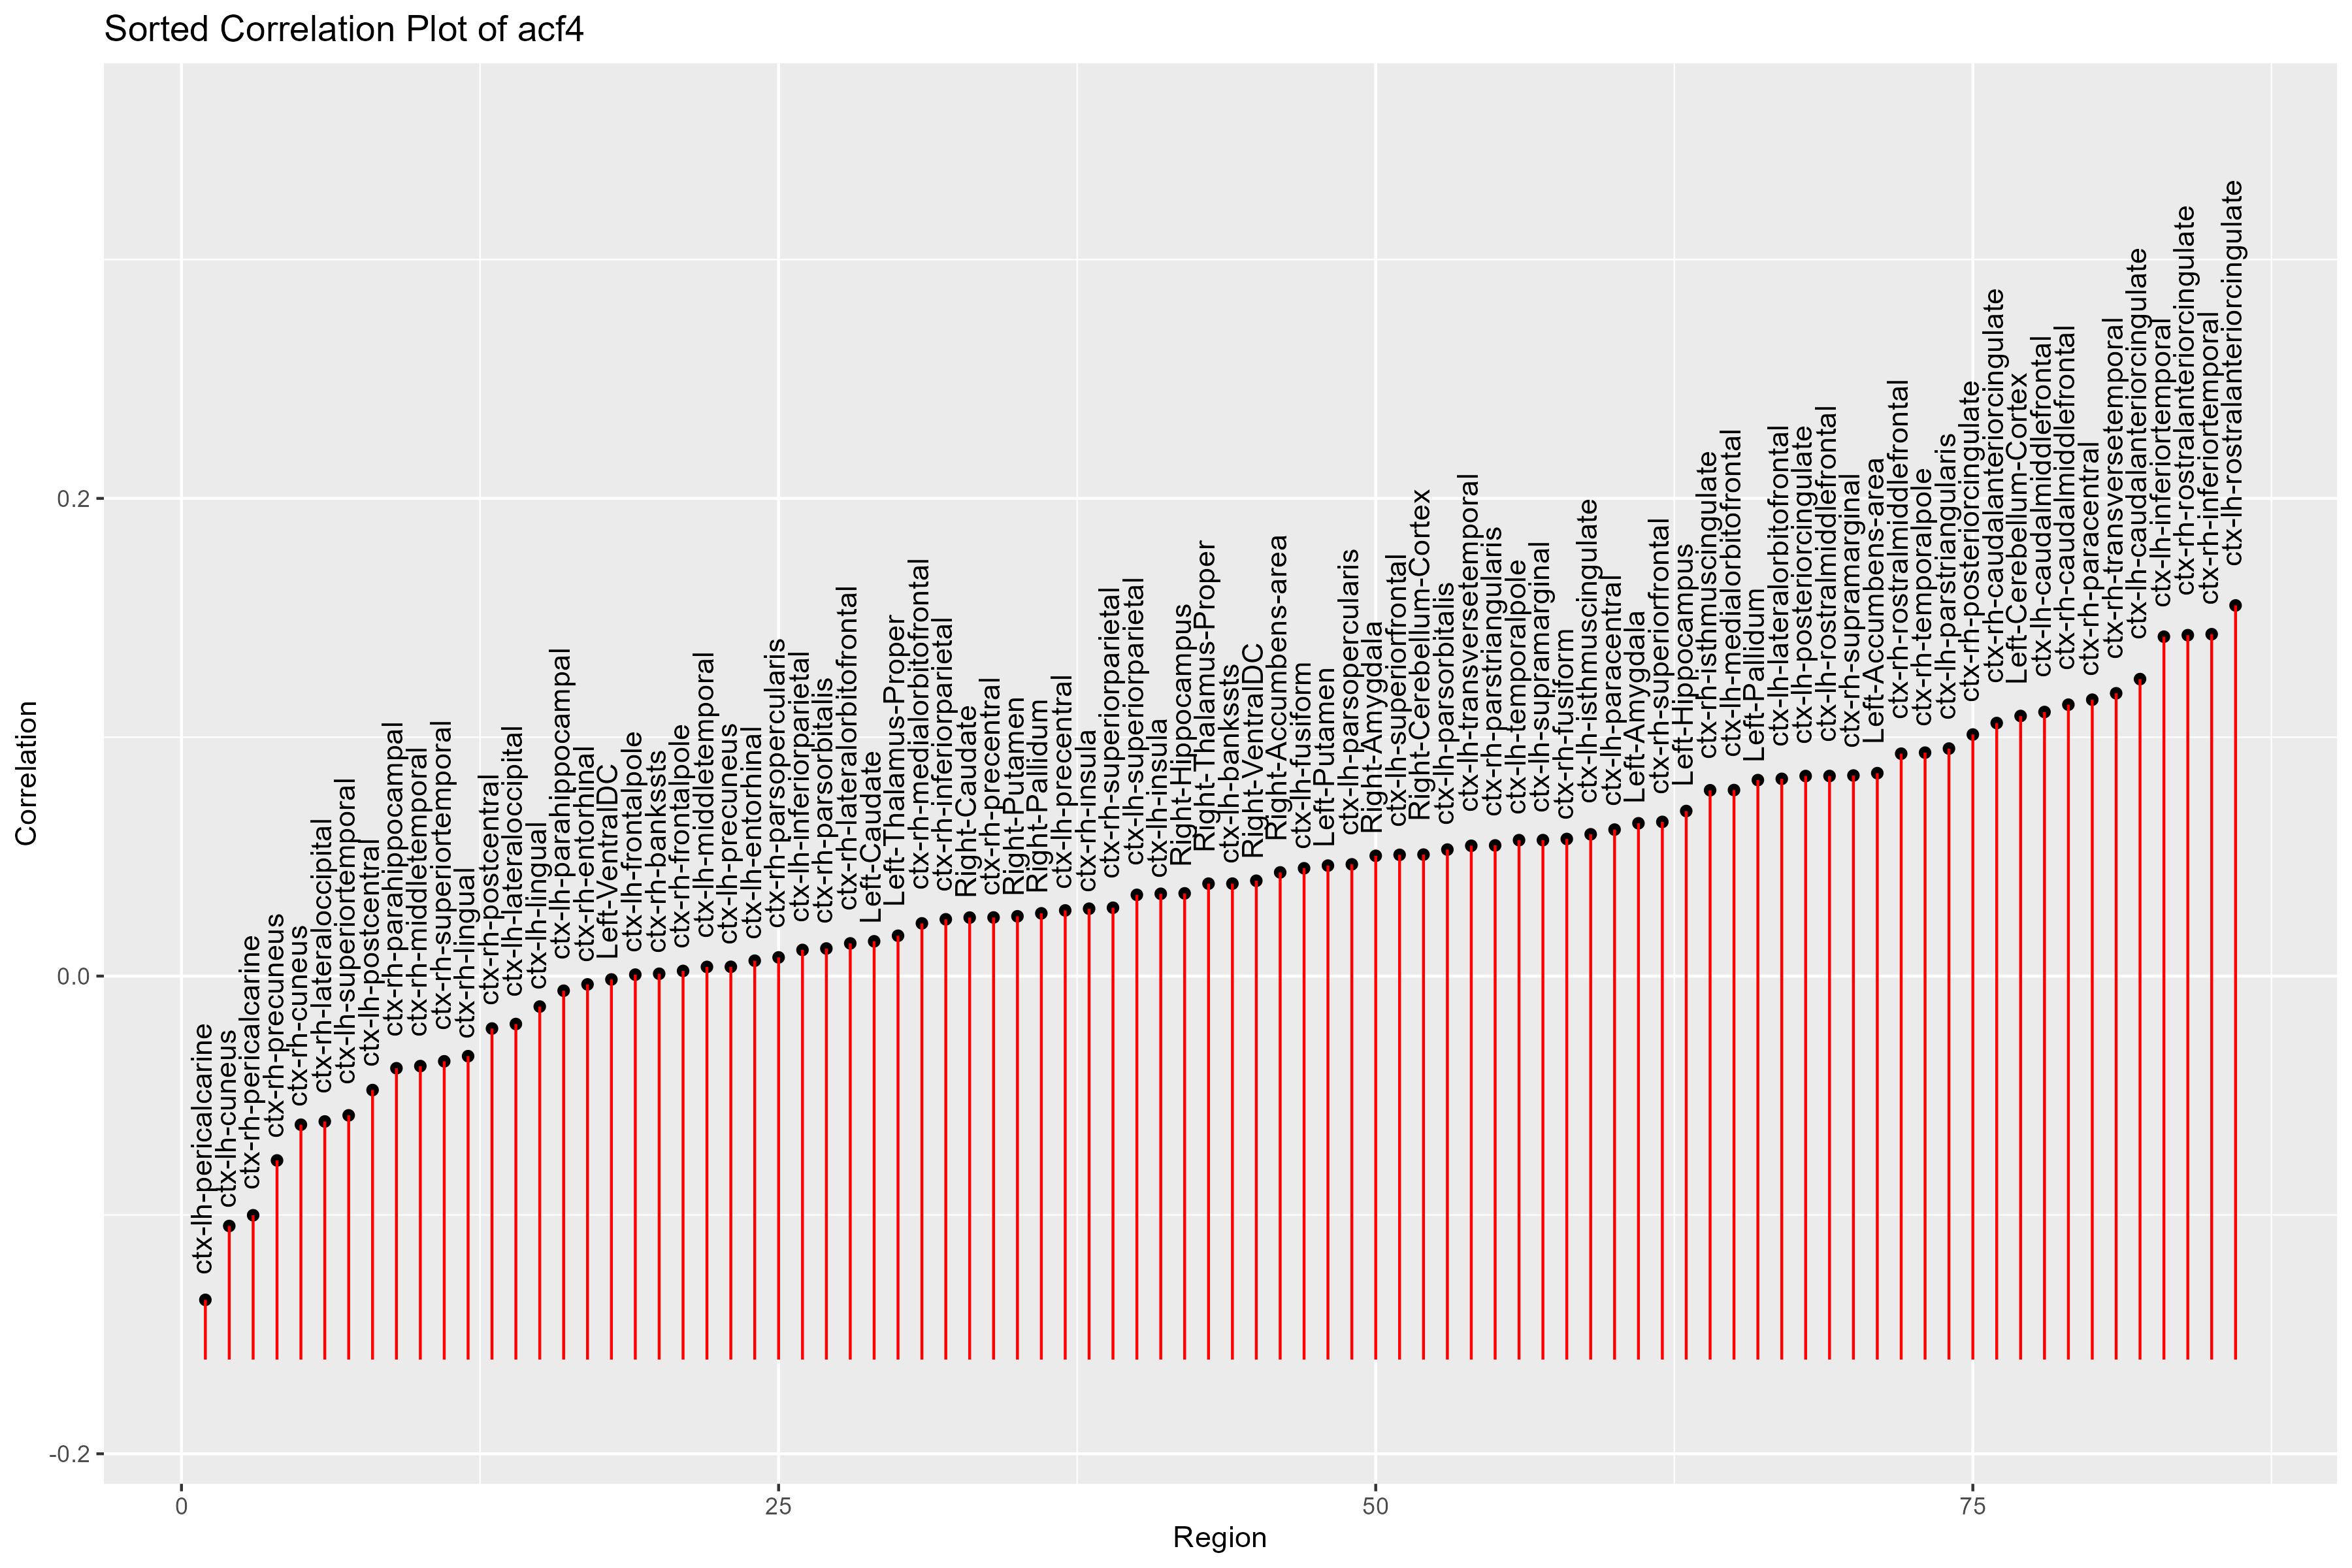 Sorted Correlation Plot of acf4
Correlation
0.2
0.0
-0.2
ctx-lh-pericalcarine
ctx-lh-cuneus
ctx-rh-pericalcarine
ctx-rh-precuneus
ctx-rh-cuneus
ctx-rh-lateraloccipital
ctx-lh-superiortemporal
ctx-lh-postcentral
ctx-rh-parahippocampal
ctx-rh-middletemporal
ctx-rh-superiortemporal
ctx-rh-lingual
ctx-rh-postcentral
ctx-lh-lateraloccipital
ctx-lh-lingual
ctx-lh-parahippocampal
ctx-rh-entorhinal
Left-VentralDC
ctx-lh-frontalpole
ctx-rh-bankssts
ctx-rh-frontalpole
ctx-lh-middletemporal
ctx-lh-precuneus
ctx-lh-entorhinal
ctx-rh-parsopercularis
ctx-lh-inferiorparietal
ctx-rh-parsorbitalis
ctx-rh-lateralorbitofrontal
Left-Caudate
Left-Thalamus-Proper
ctx-rh-medialorbitofrontal
ctx-rh-inferiorparietal
Right-Caudate
ctx-rh-precentral
Right-Putamen
Right-Pallidum
ctx-lh-precentral
ctx-rh-insula
ctx-rh-superiorparietal
ctx-lh-superiorparietal
ctx-lh-insula
Right-Hippocampus
Right-Thalamus-Proper
ctx-lh-bankssts
Right-VentralDC
Right-Accumbens-area
ctx-lh-fusiform
Left-Putamen
ctx-lh-parsopercularis
Right-Amygdala
ctx-lh-superiorfrontal
Right-Cerebellum-Cortex
ctx-lh-parsorbitalis
ctx-lh-transversetemporal
ctx-rh-parstriangularis
ctx-lh-temporalpole
ctx-lh-supramarginal
ctx-rh-fusiform
ctx-lh-isthmuscingulate
ctx-lh-paracentral
Left-Amygdala
ctx-rh-superiorfrontal
Left-Hippocampus
ctx-rh-isthmuscingulate
ctx-lh-medialorbitofrontal
Left-Pallidum
ctx-lh-lateralorbitofrontal
ctx-lh-posteriorcingulate
ctx-lh-rostralmiddlefrontal
ctx-rh-supramarginal
Left-Accumbens-area
ctx-rh-rostralmiddlefrontal
ctx-rh-temporalpole
ctx-lh-parstriangularis
ctx-rh-posteriorcingulate
ctx-rh-caudalanteriorcingulate
Left-Cerebellum-Cortex
ctx-lh-caudalmiddlefrontal
ctx-rh-caudalmiddlefrontal
ctx-rh-paracentral
ctx-rh-transversetemporal
ctx-lh-caudalanteriorcingulate
ctx-lh-inferiortemporal
ctx-rh-rostralanteriorcingulate
ctx-rh-inferiortemporal
ctx-lh-rostralanteriorcingulate
0
25
50
75
Region